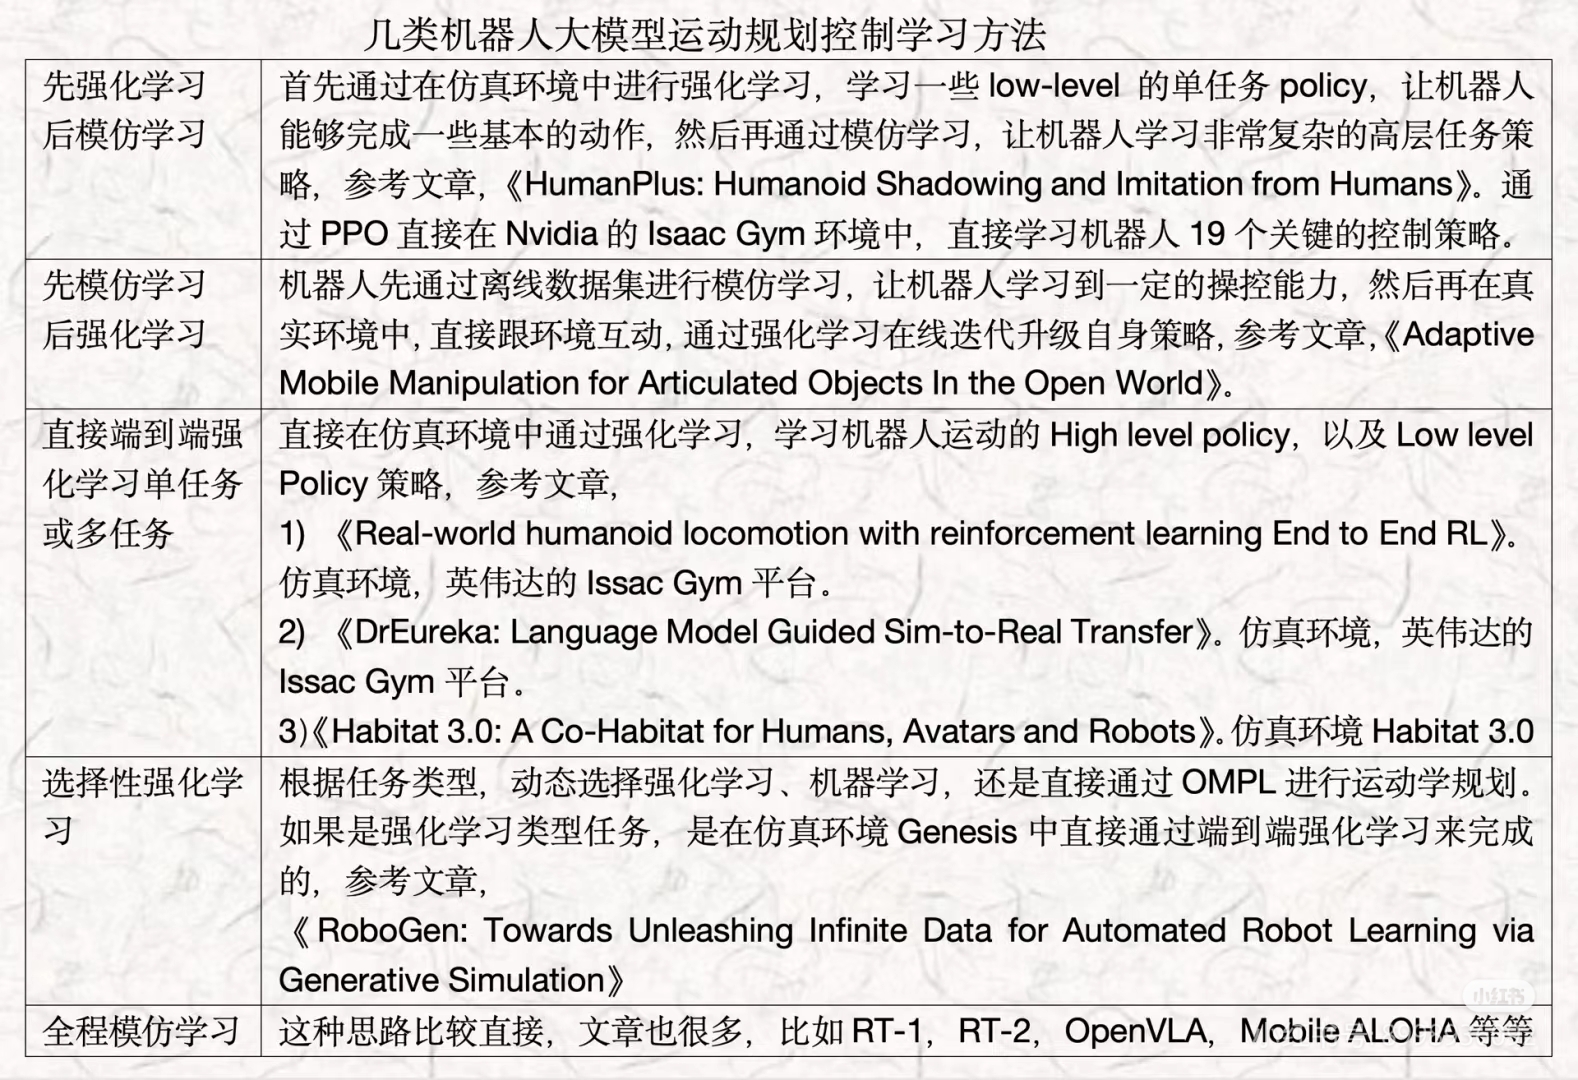 几类机器人大模型运动规划控制学习方法
先强化学习
后模仿学习
首先通过在仿真环境中进行强化学习，学习一些 low-level 的单任务 policy，让机器人
能够完成一些基本的动作，然后再通过模仿学习，让机器人学习非常复杂的高层任务策
略，参考文章，《HumanPlus: Humanoid Shadowing and Imitation from Humans》。通
过 PPO 直接在 Nvidia 的 Isaac Gym 环境中，直接学习机器人 19 个关键的控制策略。
先模仿学习
后强化学习
机器人先通过离线数据集进行模仿学习，让机器人学习到一定的操控能力，然后再在真
实环境中，直接跟环境互动，通过强化学习在线迭代升级自身策略，参考文章，《Adaptive
Mobile Manipulation for Articulated Objects In the Open World》。
直接端到端强
化学习单任务
或多任务
直接在仿真环境中通过强化学习，学习机器人运动的 High level policy，以及 Low level
Policy 策略，参考文章，
1) 《Real-world humanoid locomotion with reinforcement learning End to End RL》。
仿真环境，英伟达的 Issac Gym 平台。
2) 《DrEureka: Language Model Guided Sim-to-Real Transfer》。仿真环境，英伟达的
Issac Gym 平台。
3)《Habitat 3.0: A Co-Habitat for Humans, Avatars and Robots》。仿真环境 Habitat 3.0
选择性强化学
习
根据任务类型，动态选择强化学习、机器学习，还是直接通过 OMPL 进行运动学规划。
如果是强化学习类型任务，是在仿真环境 Genesis 中直接通过端到端强化学习来完成
的，参考文章，
《RoboGen: Towards Unleashing Infinite Data for Automated Robot Learning via
Generative Simulation》
全程模仿学习
这种思路比较直接，文章也很多，比如 RT-1，RT-2，OpenVLA，Mobile ALOHA 等等
小红书